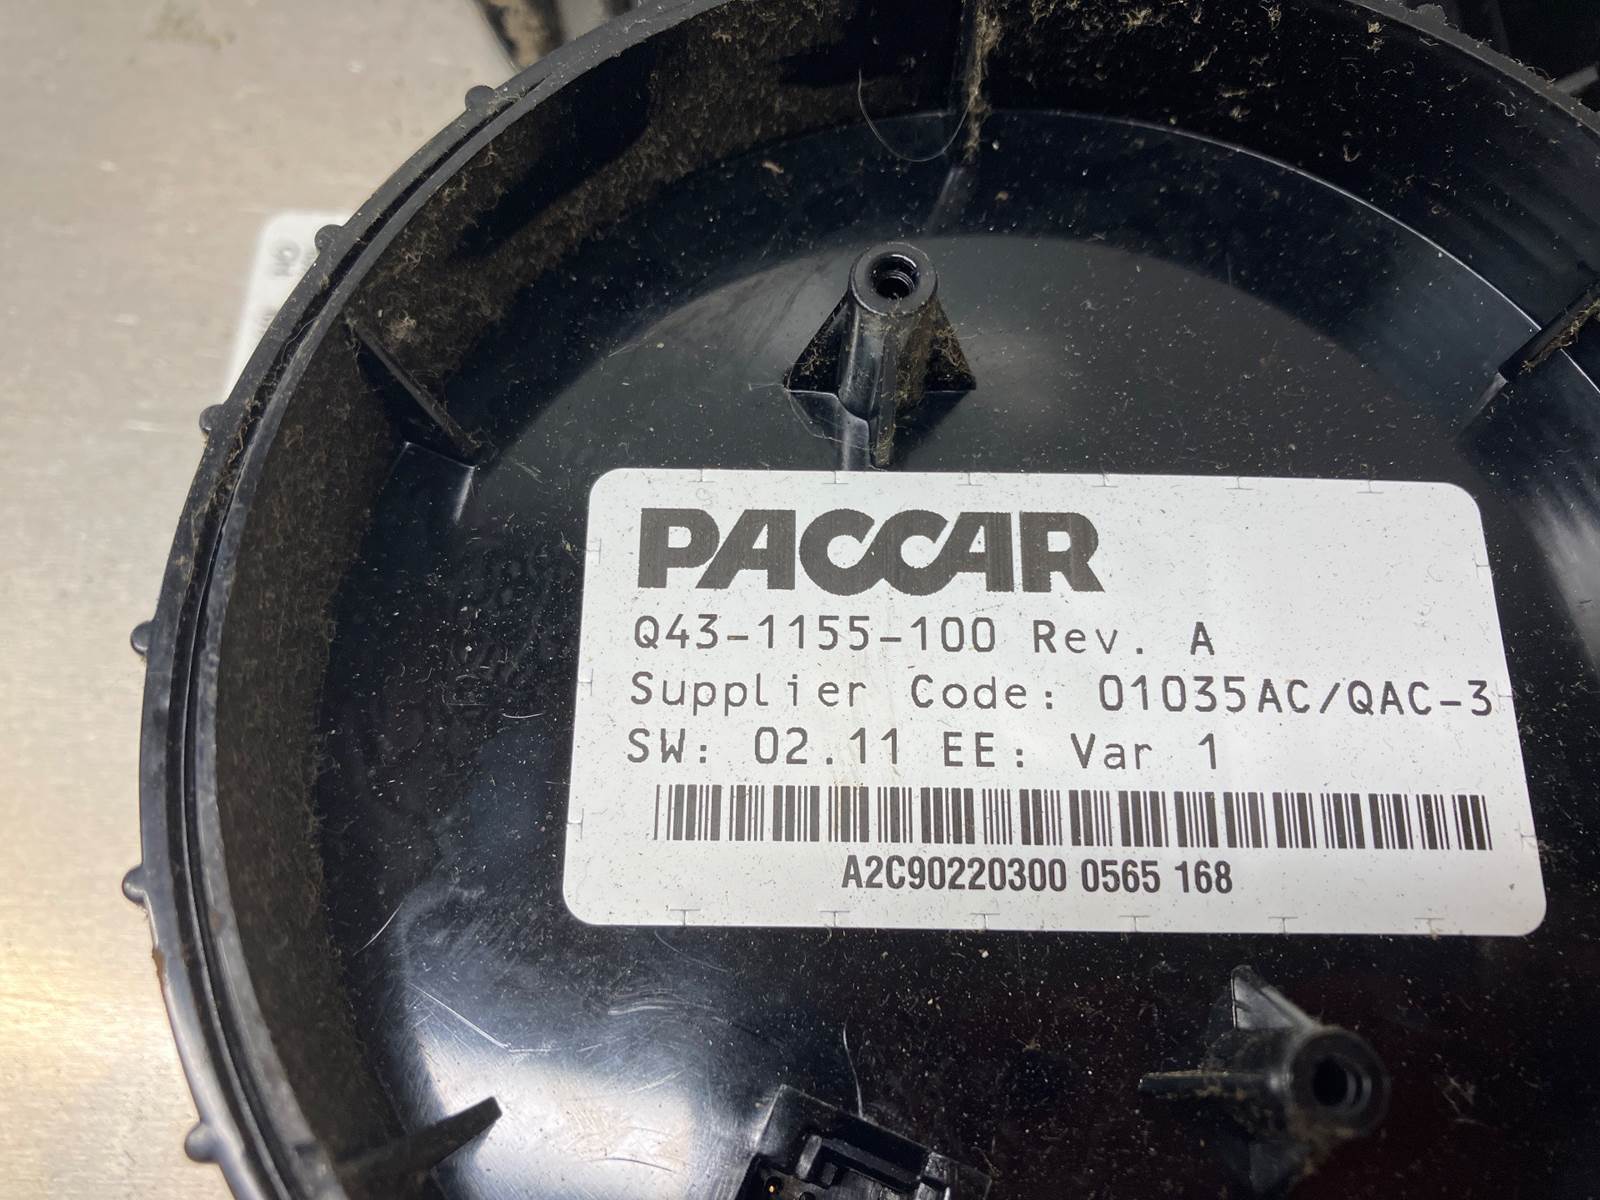 PACCAR
Q43-1155-100 Rev. A
Supplier Code: 01035AC/QAC-3
SW: 02.11 EE: Var 1
A2C90220300 0565 168